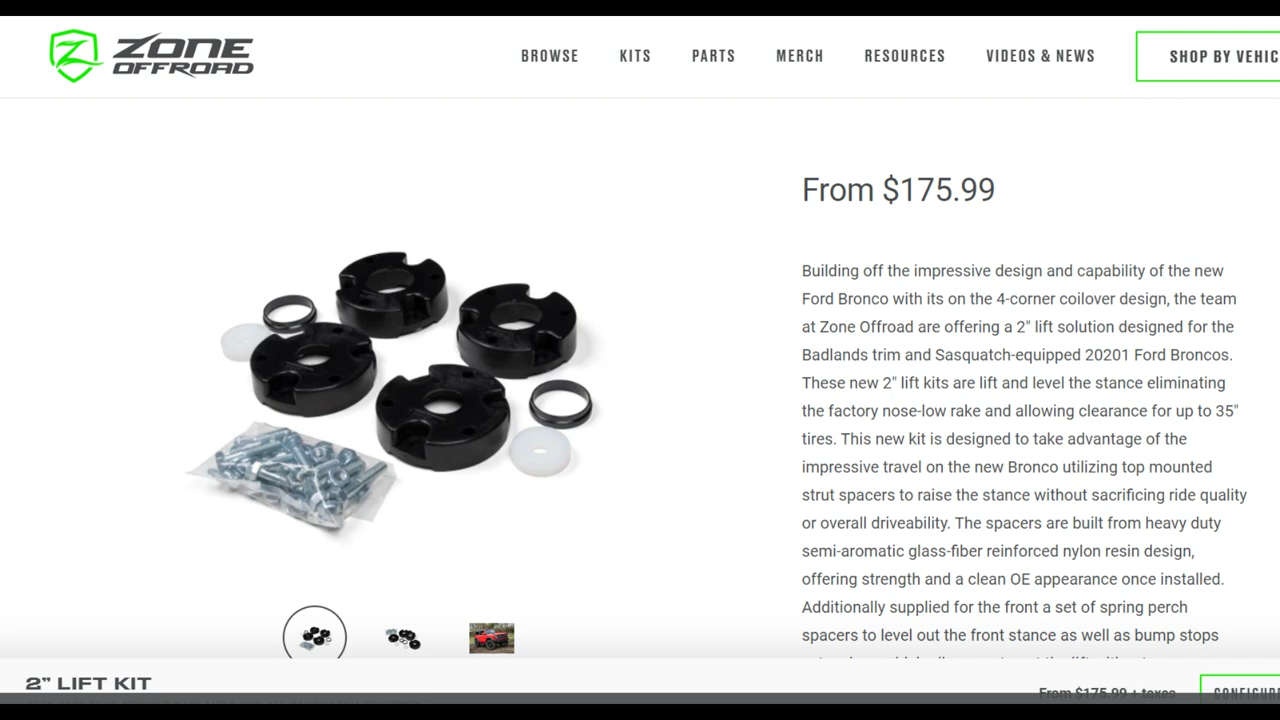 ZONE
OFFROAD
BROWSE KITS PARTS MERCH RESOURCES VIDEOS & NEWS SHOP BY VEHIC
From $175.99
Building off the impressive design and capability of the new
Ford Bronco with its on the 4-corner coilover design, the team
at Zone Offroad are offering a 2" lift solution designed for the
Badlands trim and Sasquatch-equipped 20201 Ford Broncos.
These new 2" lift kits are lift and level the stance eliminating
the factory nose-low rake and allowing clearance for up to 35"
tires. This new kit is designed to take advantage of the
impressive travel on the new Bronco utilizing top mounted
strut spacers to raise the stance without sacrificing ride quality
or overall driveability. The spacers are built from heavy duty
semi-aromatic glass-fiber reinforced nylon resin design,
offering strength and a clean OE appearance once installed.
Additionally supplied for the front a set of spring perch
spacers to level out the front stance as well as bump stops
2” LIFT KIT
From $175.99 + taxes CONFIGUR